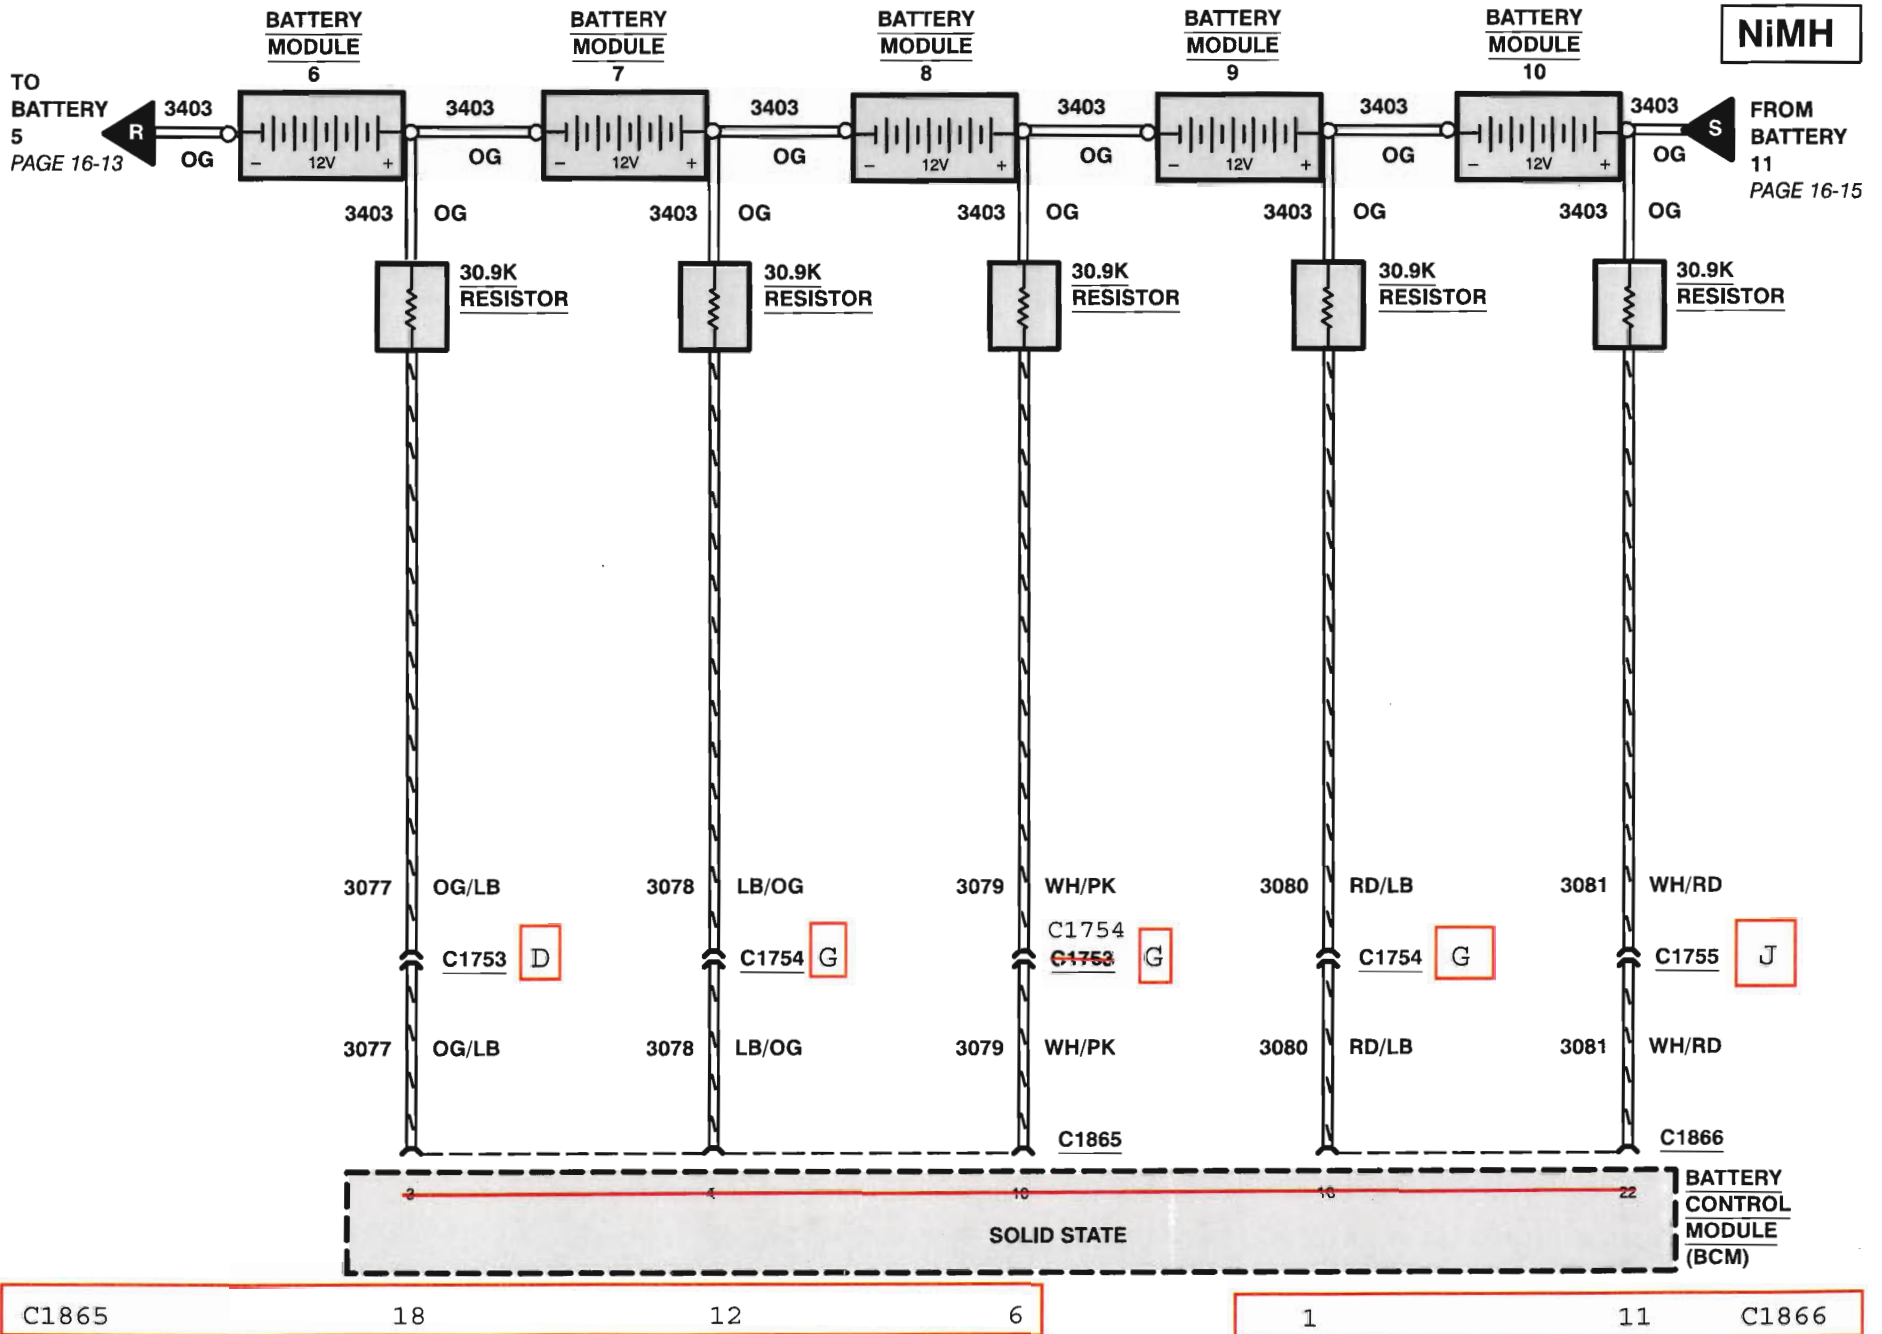 BATTERY MODULE 6
BATTERY MODULE 7
BATTERY MODULE 8
BATTERY MODULE 9
BATTERY MODULE 10
NiMH
TO BATTERY 5
PAGE 16-13
R
3403 3403 3403 3403 3403 3403
OG OG OG OG OG OG
- 12V +
- 12V +
- 12V +
- 12V +
- 12V +
S
FROM BATTERY 11
PAGE 16-15
3403 OG 3403 OG 3403 OG 3403 OG 3403 OG
30.9K RESISTOR
30.9K RESISTOR
30.9K RESISTOR
30.9K RESISTOR
30.9K RESISTOR
3077 OG/LB 3078 LB/OG 3079 WH/PK 3080 RD/LB 3081 WH/RD
C1754
C1753 D C1754 G C1753 G C1754 G C1755 J
3077 OG/LB 3078 LB/OG 3079 WH/PK 3080 RD/LB 3081 WH/RD
C1865 C1866
22
SOLID STATE
BATTERY CONTROL MODULE (BCM)
C1865 18 12 6 1 11 C1866